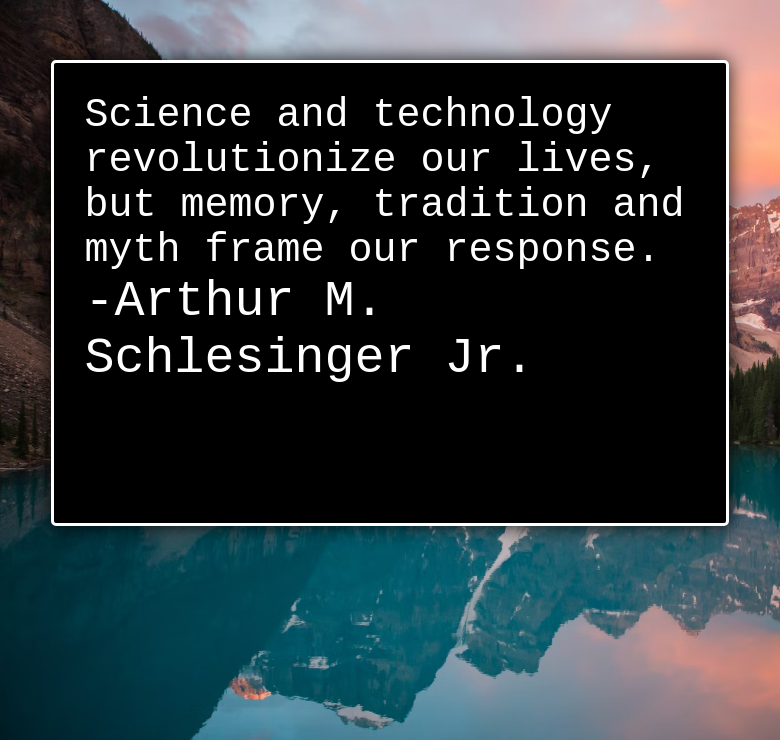 Science and technology
revolutionize our lives,
but memory, tradition and
myth frame our response.
-Arthur M.
Schlesinger Jr.